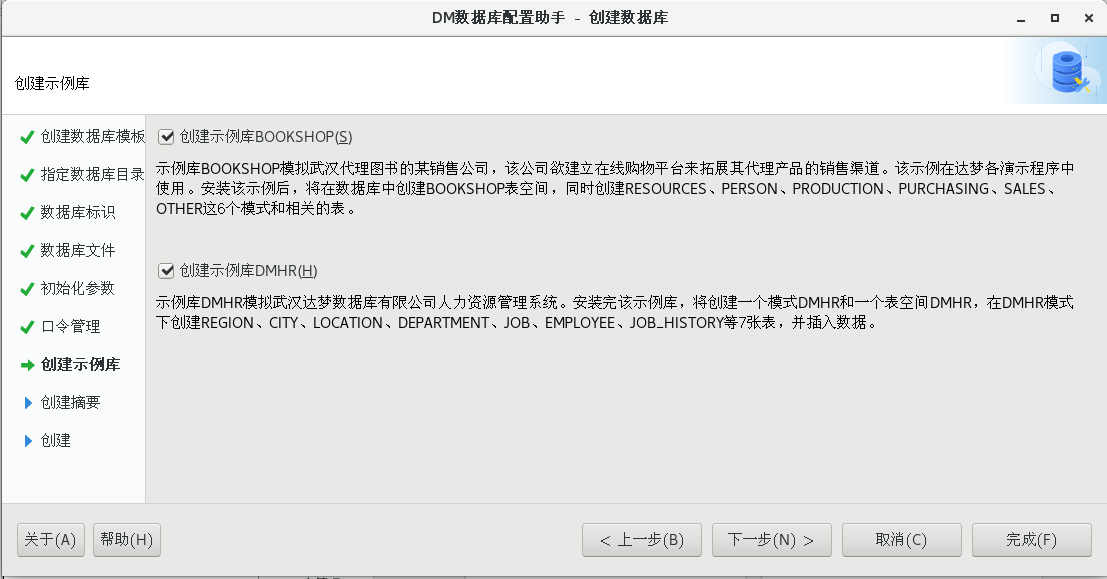 DM数据库配置助手 - 创建数据库
创建示例库
创建数据库模板
指定数据库目录
数据库标识
数据库文件
初始化参数
口令管理
创建示例库
创建摘要
创建
创建示例库BOOKSHOP(S)
示例库BOOKSHOP模拟武汉代理图书的某销售公司，该公司欲建立在线购物平台来拓展其代理产品的销售渠道。该示例在达梦各演示程序中
使用。安装该示例后，将在数据库中创建BOOKSHOP表空间，同时创建RESOURCES、PERSON、PRODUCTION、PURCHASING、SALES、
OTHER这6个模式和相关的表。
创建示例库DMHR(H)
示例库DMHR模拟武汉达梦数据库有限公司人力资源管理系统。安装完该示例库，将创建一个模式DMHR和一个表空间DMHR，在DMHR模式
下创建REGION、CITY、LOCATION、DEPARTMENT、JOB、EMPLOYEE、JOB_HISTORY等7张表，并插入数据。
关于(A)
帮助(H)
< 上一步(B)
下一步(N) >
取消(C)
完成(F)